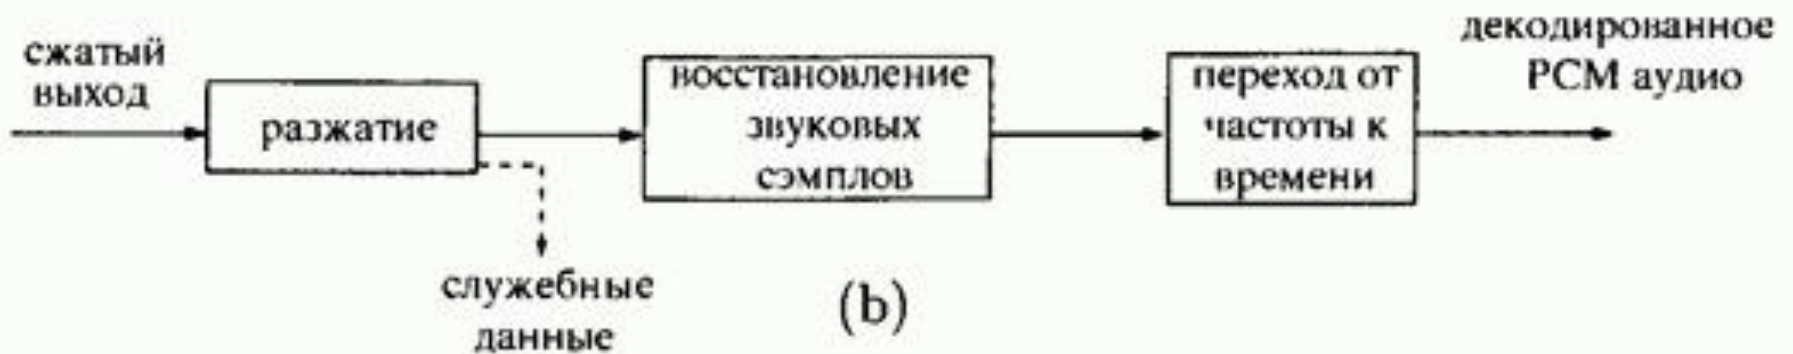 сжатый
выход
разжатие
служебные
данные
восстановление
звуковых
сэмплов
переход от
частоты к
времени
декодированное
PCM аудио
(b)